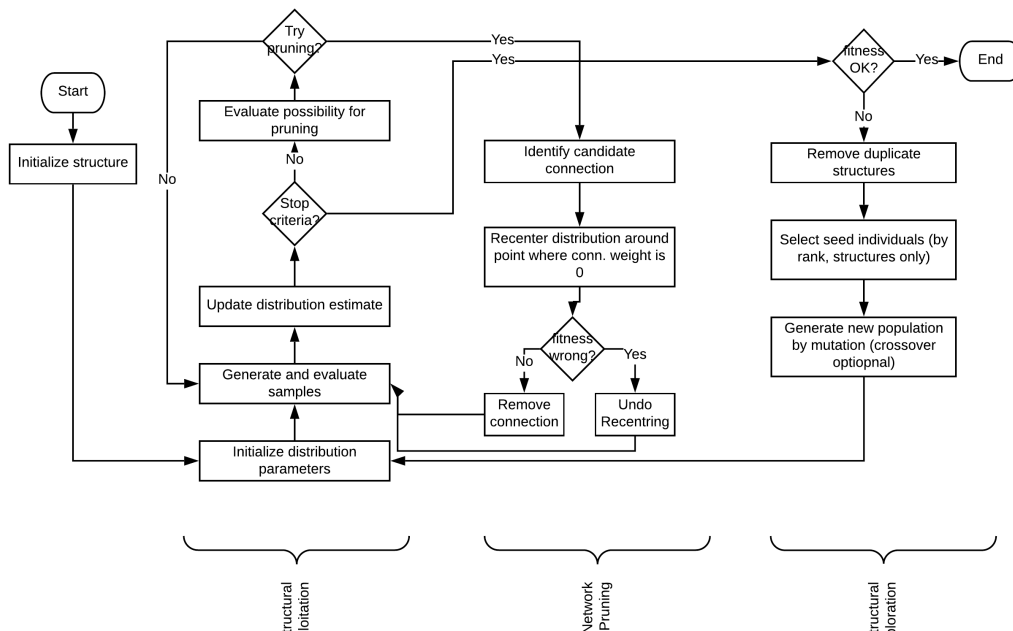 Start
Initialize structure
Try
pruning?
Yes
Yes
No
Evaluate possibility for
pruning
No
Stop
criteria?
Update distribution estimate
Generate and evaluate
samples
Initialize distribution
parameters
Identify candidate
connection
Recenter distribution around
point where conn. weight is
0
fitness
wrong?
No
Yes
Remove
connection
Undo
Recentring
fitness
OK?
Yes
End
No
Remove duplicate
structures
Select seed individuals (by
rank, structures only)
Generate new population
by mutation (crossover
optiopnal)
Network
Pruning